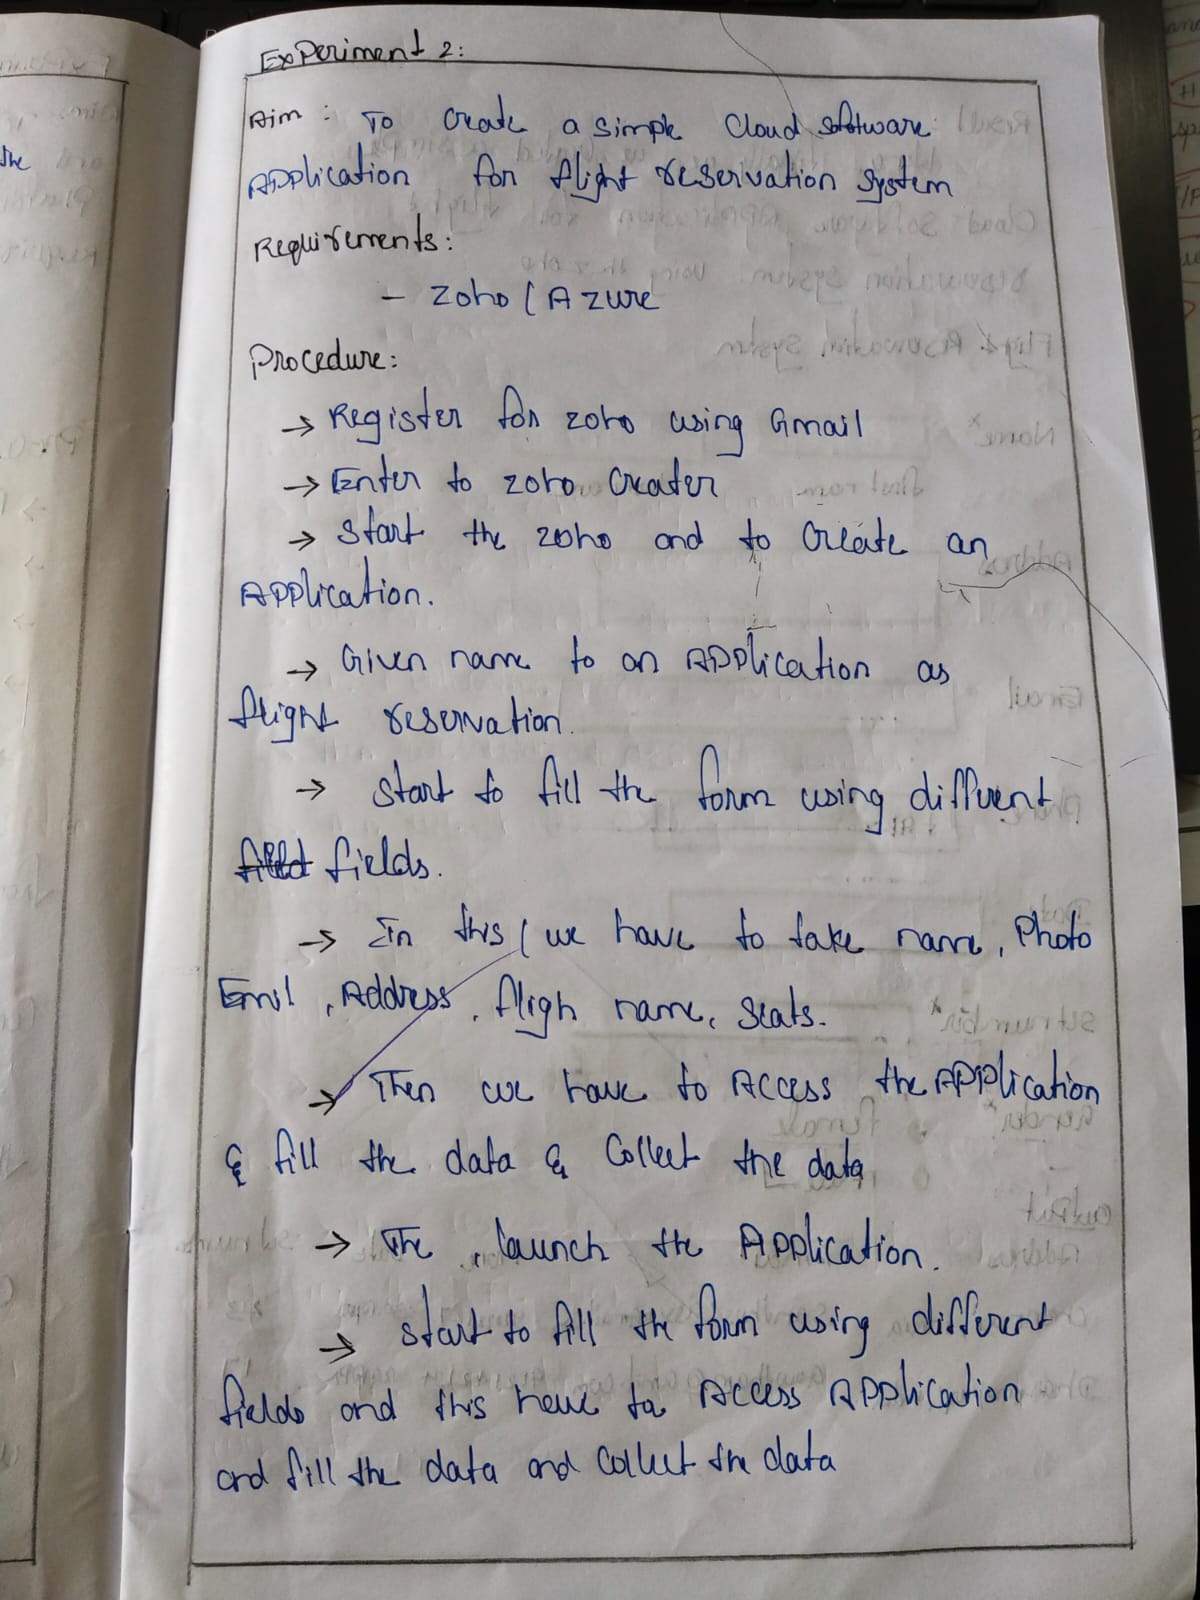 Experiment 2:
Aim : To create a simple cloud software
Application for flight reservation system
Requirements:
- Zoho ( Azure
Procedure:
→ Register for zoho using Gmail
→ Enter to zoho creater
→ Start the zoho and to create an
Application.
→ Given name to an application as
flight reservation.
→ start to fill the form using different
fields.
→ In this ( we have to take name, Photo
Emil, Address, fligh name, seats.
→ Then we have to Access the Application
& fill the data & collect the data
→ The , launch the Application.
→ start to fill the form using different
fields and this have to Access Application
and fill the data and collect the data
the